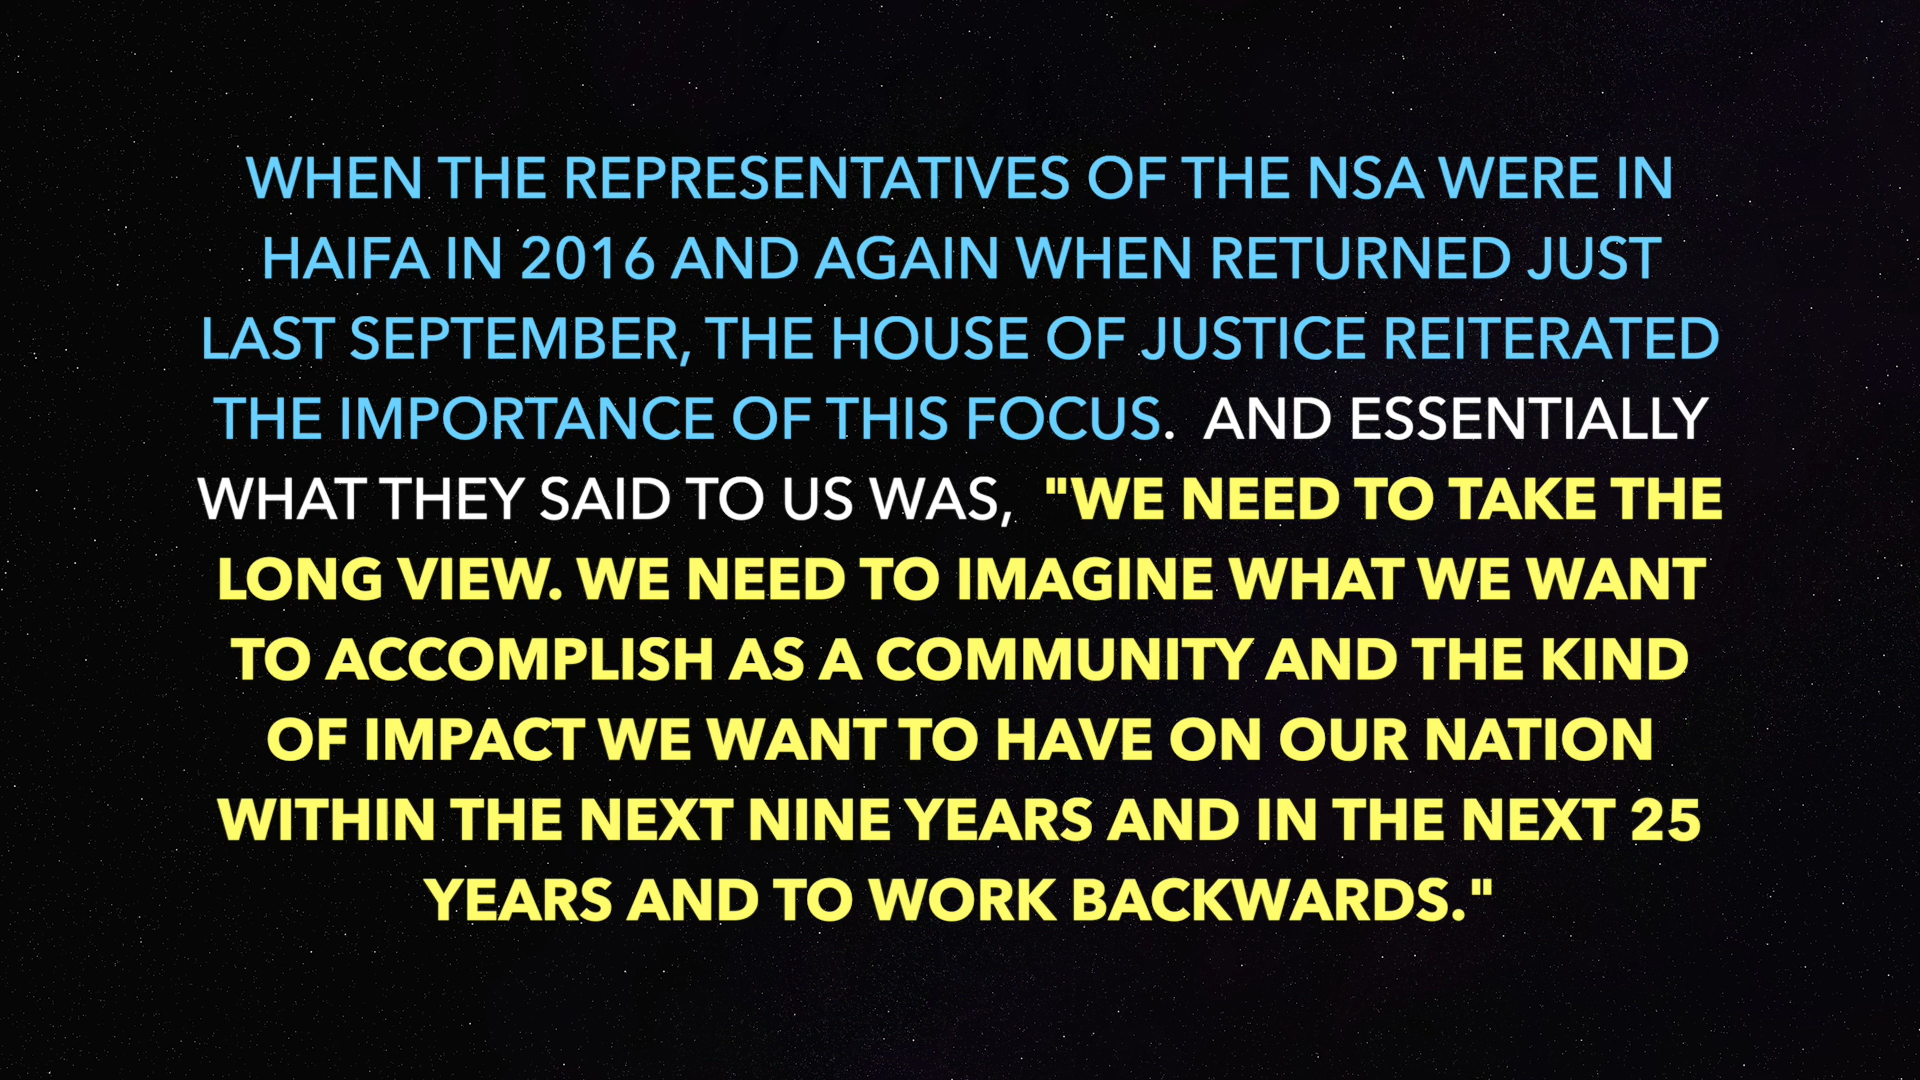 WHEN THE REPRESENTATIVES OF THE NSA WERE IN
HAIFA IN 2016 AND AGAIN WHEN RETURNED JUST
LAST SEPTEMBER, THE HOUSE OF JUSTICE REITERATED
THE IMPORTANCE OF THIS FOCUS.  AND ESSENTIALLY
WHAT THEY SAID TO US WAS,  "WE NEED TO TAKE THE
LONG VIEW. WE NEED TO IMAGINE WHAT WE WANT
TO ACCOMPLISH AS A COMMUNITY AND THE KIND
OF IMPACT WE WANT TO HAVE ON OUR NATION
WITHIN THE NEXT NINE YEARS AND IN THE NEXT 25
YEARS AND TO WORK BACKWARDS."